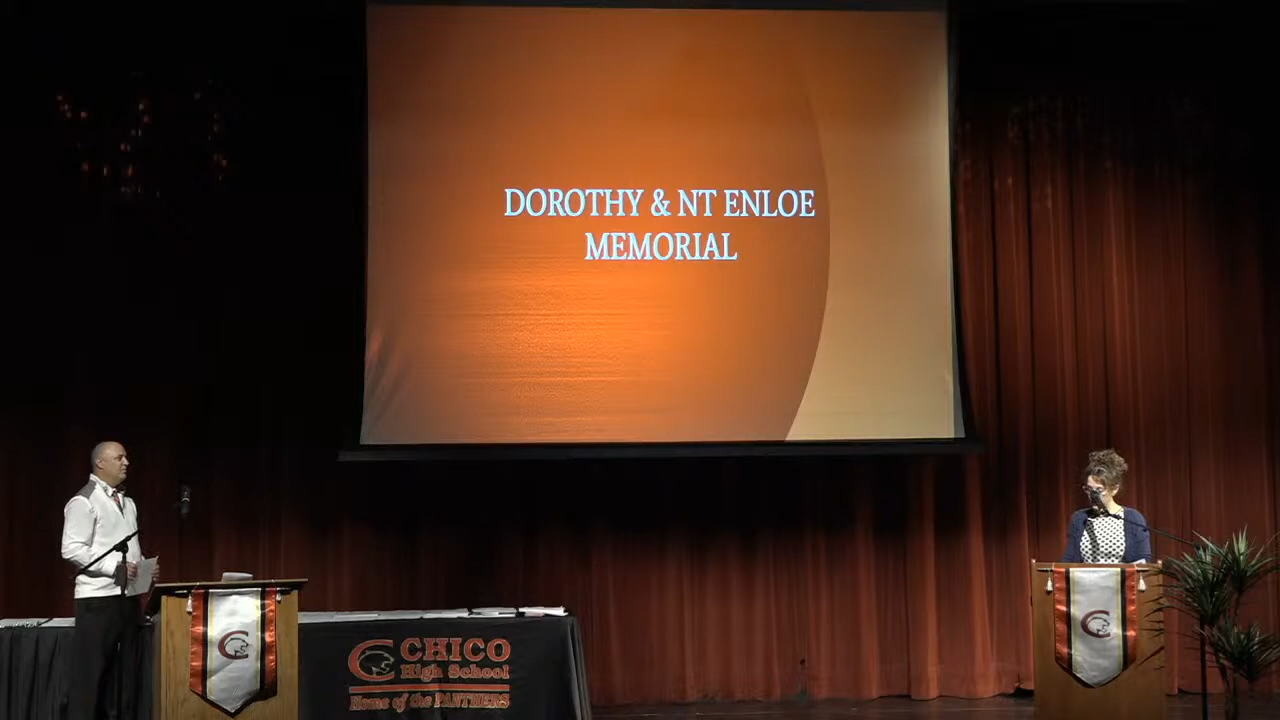 DOROTHY & NT ENLOE
MEMORIAL
CHICO
High School
Home of the PANTHERS